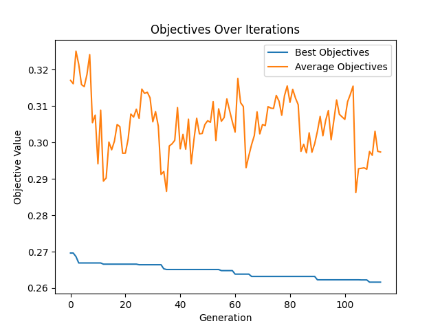 Objectives Over Iterations
Best Objectives
Average Objectives
Objective Value
0.32
0.31
0.30
0.29
0.28
0.27
0.26
0
20
40
60
80
100
Generation